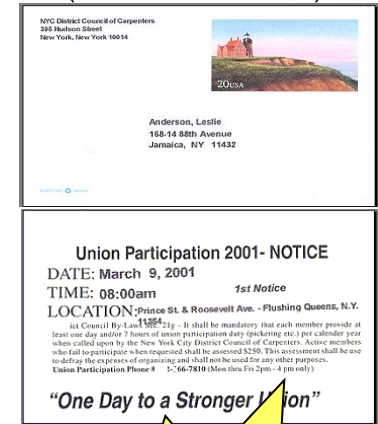 NYC District Council of Carpenters
395 Hudson Street
New York, New York 10014
20USA
Anderson, Leslie
168-14 88th Avenue
Jamaica, NY 11432
Union Participation 2001- NOTICE
DATE: March 9, 2001
1st Notice
TIME: 08:00am
LOCATION: Prince St. & Roosevelt Ave. - Flushing Queens, N.Y.
11354
ict Council By-Laws Sec. 21g - It shall be mandatory that each member provide at
least one day and/or 7 hours of union participation duty (picketing etc.) per calendar year
when called upon by the New York City District Council of Carpenters. Active members
who fail to participate when requested shall be assessed $250. This assessment shall be use
to defray the expenses of organizing and shall not be used for any other purposes.
Union Participation Phone # 66-7810 (Mon thru Fri 2pm - 4 pm only)
"One Day to a Stronger U ion"